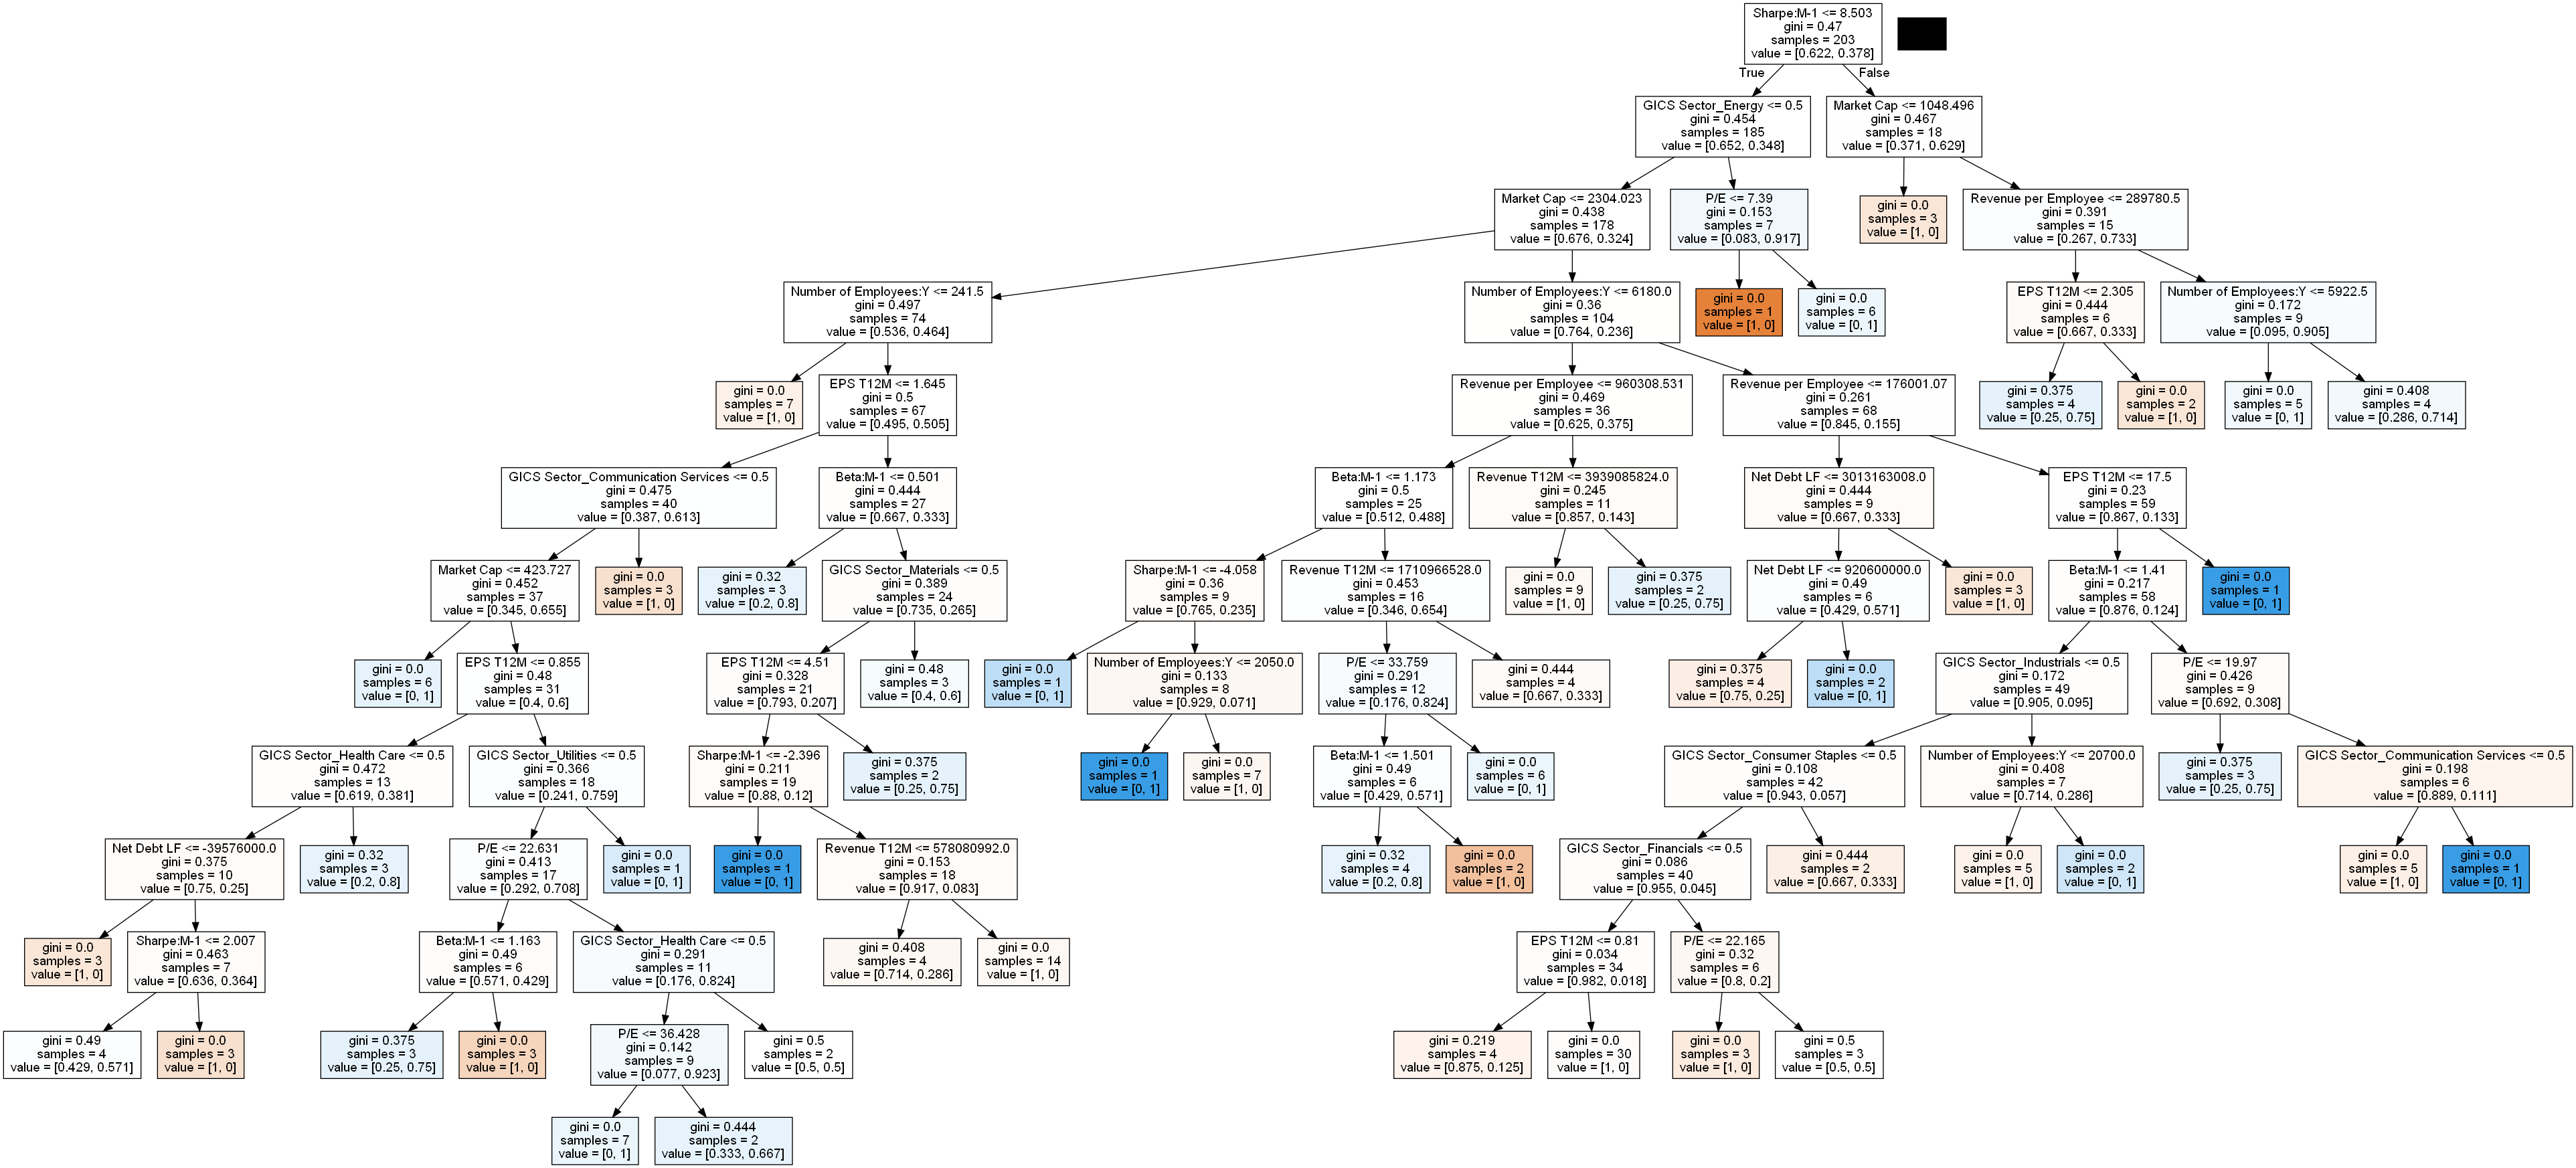 Sharpe:M-1 <= 8.503
gini = 0.47
samples = 203
value = [0.622, 0.378]
True
False
GICS Sector_Energy <= 0.5
gini = 0.454
samples = 185
value = [0.652, 0.348]
Market Cap <= 1048.496
gini = 0.467
samples = 18
value = [0.371, 0.629]
Market Cap <= 2304.023
gini = 0.438
samples = 178
value = [0.676, 0.324]
P/E <= 7.39
gini = 0.153
samples = 7
value = [0.083, 0.917]
gini = 0.0
samples = 3
value = [1, 0]
Revenue per Employee <= 289780.5
gini = 0.391
samples = 15
value = [0.267, 0.733]
Number of Employees:Y <= 241.5
gini = 0.497
samples = 74
value = [0.536, 0.464]
Number of Employees:Y <= 6180.0
gini = 0.36
samples = 104
value = [0.764, 0.236]
gini = 0.0
samples = 1
value = [1, 0]
gini = 0.0
samples = 6
value = [0, 1]
EPS T12M <= 2.305
gini = 0.444
samples = 6
value = [0.667, 0.333]
Number of Employees:Y <= 5922.5
gini = 0.172
samples = 9
value = [0.095, 0.905]
gini = 0.0
samples = 7
value = [1, 0]
EPS T12M <= 1.645
gini = 0.5
samples = 67
value = [0.495, 0.505]
Revenue per Employee <= 960308.531
gini = 0.469
samples = 36
value = [0.625, 0.375]
Revenue per Employee <= 176001.07
gini = 0.261
samples = 68
value = [0.845, 0.155]
gini = 0.375
samples = 4
value = [0.25, 0.75]
gini = 0.0
samples = 2
value = [1, 0]
gini = 0.0
samples = 5
value = [0, 1]
gini = 0.408
samples = 4
value = [0.286, 0.714]
GICS Sector_Communication Services <= 0.5
gini = 0.475
samples = 40
value = [0.387, 0.613]
Beta:M-1 <= 0.501
gini = 0.444
samples = 27
value = [0.667, 0.333]
Beta:M-1 <= 1.173
gini = 0.5
samples = 25
value = [0.512, 0.488]
Revenue T12M <= 3939085824.0
gini = 0.245
samples = 11
value = [0.857, 0.143]
Net Debt LF <= 3013163008.0
gini = 0.444
samples = 9
value = [0.667, 0.333]
EPS T12M <= 17.5
gini = 0.23
samples = 59
value = [0.867, 0.133]
Market Cap <= 423.727
gini = 0.452
samples = 37
value = [0.345, 0.655]
gini = 0.0
samples = 3
value = [1, 0]
gini = 0.32
samples = 3
value = [0.2, 0.8]
GICS Sector_Materials <= 0.5
gini = 0.389
samples = 24
value = [0.735, 0.265]
Sharpe:M-1 <= -4.058
gini = 0.36
samples = 9
value = [0.765, 0.235]
Revenue T12M <= 1710966528.0
gini = 0.453
samples = 16
value = [0.346, 0.654]
gini = 0.0
samples = 9
value = [1, 0]
gini = 0.375
samples = 2
value = [0.25, 0.75]
Net Debt LF <= 920600000.0
gini = 0.49
samples = 6
value = [0.429, 0.571]
gini = 0.0
samples = 3
value = [1, 0]
Beta:M-1 <= 1.41
gini = 0.217
samples = 58
value = [0.876, 0.124]
gini = 0.0
samples = 1
value = [0, 1]
gini = 0.0
samples = 6
value = [0, 1]
EPS T12M <= 0.855
gini = 0.48
samples = 31
value = [0.4, 0.6]
EPS T12M <= 4.51
gini = 0.328
samples = 21
value = [0.793, 0.207]
gini = 0.48
samples = 3
value = [0.4, 0.6]
gini = 0.0
samples = 1
value = [0, 1]
Number of Employees:Y <= 2050.0
gini = 0.133
samples = 8
value = [0.929, 0.071]
P/E <= 33.759
gini = 0.291
samples = 12
value = [0.176, 0.824]
gini = 0.444
samples = 4
value = [0.667, 0.333]
gini = 0.375
samples = 4
value = [0.75, 0.25]
gini = 0.0
samples = 2
value = [0, 1]
GICS Sector_Industrials <= 0.5
gini = 0.172
samples = 49
value = [0.905, 0.095]
P/E <= 19.97
gini = 0.426
samples = 9
value = [0.692, 0.308]
GICS Sector_Health Care <= 0.5
gini = 0.472
samples = 13
value = [0.619, 0.381]
GICS Sector_Utilities <= 0.5
gini = 0.366
samples = 18
value = [0.241, 0.759]
Sharpe:M-1 <= -2.396
gini = 0.211
samples = 19
value = [0.88, 0.12]
gini = 0.375
samples = 2
value = [0.25, 0.75]
gini = 0.0
samples = 1
value = [0, 1]
gini = 0.0
samples = 7
value = [1, 0]
Beta:M-1 <= 1.501
gini = 0.49
samples = 6
value = [0.429, 0.571]
gini = 0.0
samples = 6
value = [0, 1]
GICS Sector_Consumer Staples <= 0.5
gini = 0.108
samples = 42
value = [0.943, 0.057]
Number of Employees:Y <= 20700.0
gini = 0.408
samples = 7
value = [0.714, 0.286]
gini = 0.375
samples = 3
value = [0.25, 0.75]
GICS Sector_Communication Services <= 0.5
gini = 0.198
samples = 6
value = [0.889, 0.111]
Net Debt LF <= -39576000.0
gini = 0.375
samples = 10
value = [0.75, 0.25]
gini = 0.32
samples = 3
value = [0.2, 0.8]
P/E <= 22.631
gini = 0.413
samples = 17
value = [0.292, 0.708]
gini = 0.0
samples = 1
value = [0, 1]
gini = 0.0
samples = 1
value = [0, 1]
Revenue T12M <= 578080992.0
gini = 0.153
samples = 18
value = [0.917, 0.083]
gini = 0.32
samples = 4
value = [0.2, 0.8]
gini = 0.0
samples = 2
value = [1, 0]
GICS Sector_Financials <= 0.5
gini = 0.086
samples = 40
value = [0.955, 0.045]
gini = 0.444
samples = 2
value = [0.667, 0.333]
gini = 0.0
samples = 5
value = [1, 0]
gini = 0.0
samples = 2
value = [0, 1]
gini = 0.0
samples = 5
value = [1, 0]
gini = 0.0
samples = 1
value = [0, 1]
gini = 0.0
samples = 3
value = [1, 0]
Sharpe:M-1 <= 2.007
gini = 0.463
samples = 7
value = [0.636, 0.364]
Beta:M-1 <= 1.163
gini = 0.49
samples = 6
value = [0.571, 0.429]
GICS Sector_Health Care <= 0.5
gini = 0.291
samples = 11
value = [0.176, 0.824]
gini = 0.408
samples = 4
value = [0.714, 0.286]
gini = 0.0
samples = 14
value = [1, 0]
EPS T12M <= 0.81
gini = 0.034
samples = 34
value = [0.982, 0.018]
P/E <= 22.165
gini = 0.32
samples = 6
value = [0.8, 0.2]
gini = 0.49
samples = 4
value = [0.429, 0.571]
gini = 0.0
samples = 3
value = [1, 0]
gini = 0.375
samples = 3
value = [0.25, 0.75]
gini = 0.0
samples = 3
value = [1, 0]
P/E <= 36.428
gini = 0.142
samples = 9
value = [0.077, 0.923]
gini = 0.5
samples = 2
value = [0.5, 0.5]
gini = 0.219
samples = 4
value = [0.875, 0.125]
gini = 0.0
samples = 30
value = [1, 0]
gini = 0.0
samples = 3
value = [1, 0]
gini = 0.5
samples = 3
value = [0.5, 0.5]
gini = 0.0
samples = 7
value = [0, 1]
gini = 0.444
samples = 2
value = [0.333, 0.667]